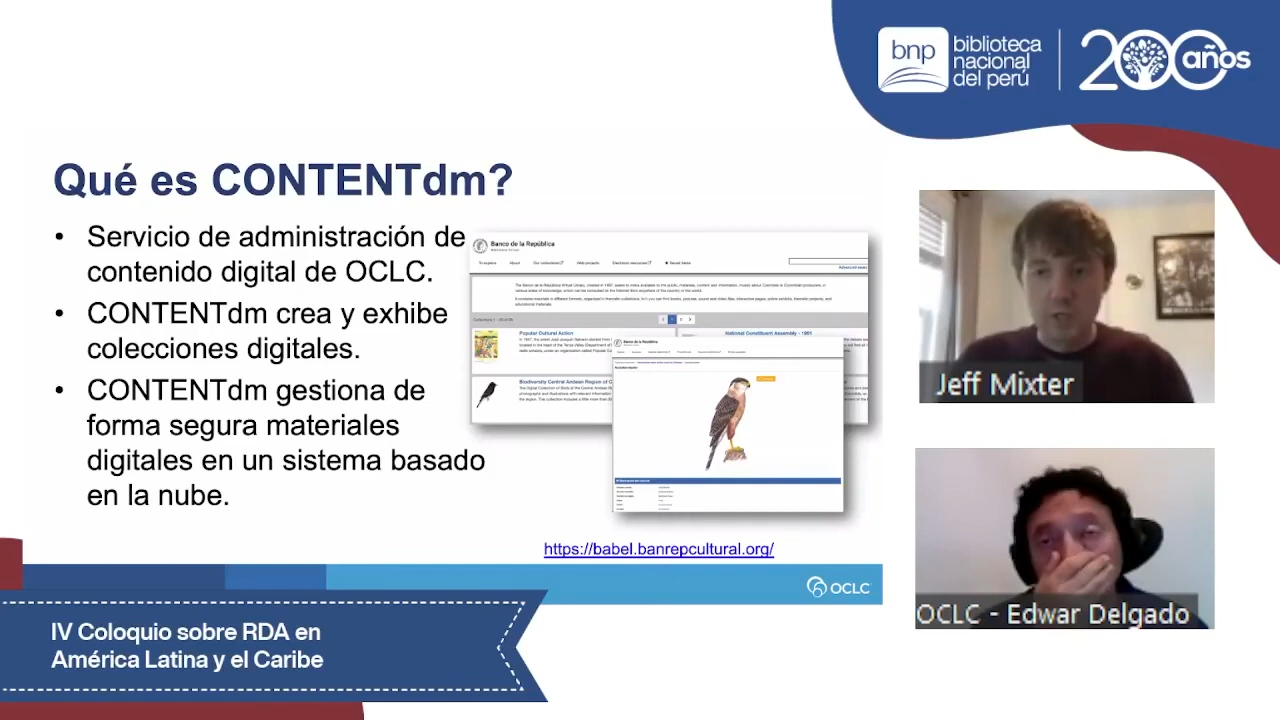 bnp
biblioteca
nacional
del perú
200 años
Qué es CONTENTdm?
• Servicio de administración de
contenido digital de OCLC.
• CONTENTdm crea y exhibe
colecciones digitales.
• CONTENTdm gestiona de
forma segura materiales
digitales en un sistema basado
en la nube.
Banco de la República
Popular Cultural Action
National Constituent Assembly - 1991
Biodiversity Central Andean Region of C
https://babel.banrepcultural.org/
OCLC
Jeff Mixter
OCLC - Edwar Delgado
IV Coloquio sobre RDA en
América Latina y el Caribe